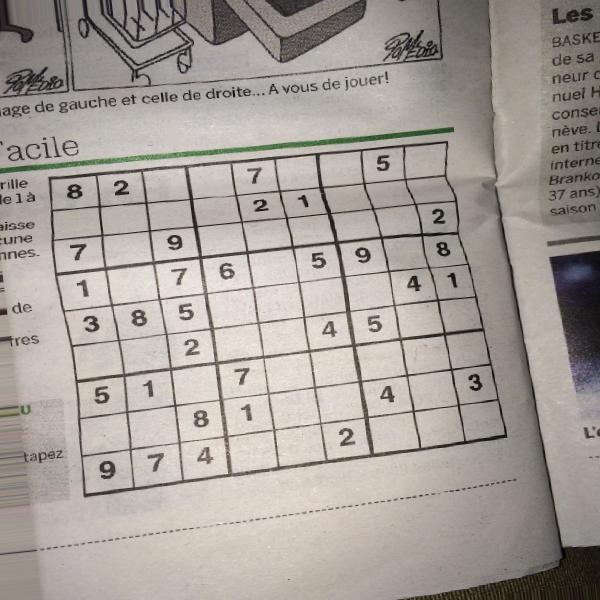 age de gauche et celle de droite... A vous de jouer!
Facile
rille
de 1 à
aisse
cune
nnes.
de
tres
U
tapez
8 2 7 5
2 1
7 9 2
1 7 6 5 9 8
3 8 5 4 1
2 4 5
5 1 7
8 1 4 3
9 7 4 2
Les
BASKE
de sa
neur d
nuel H
conse
nève. L
en titre
interne
Branko
37 ans)
saison
L'é